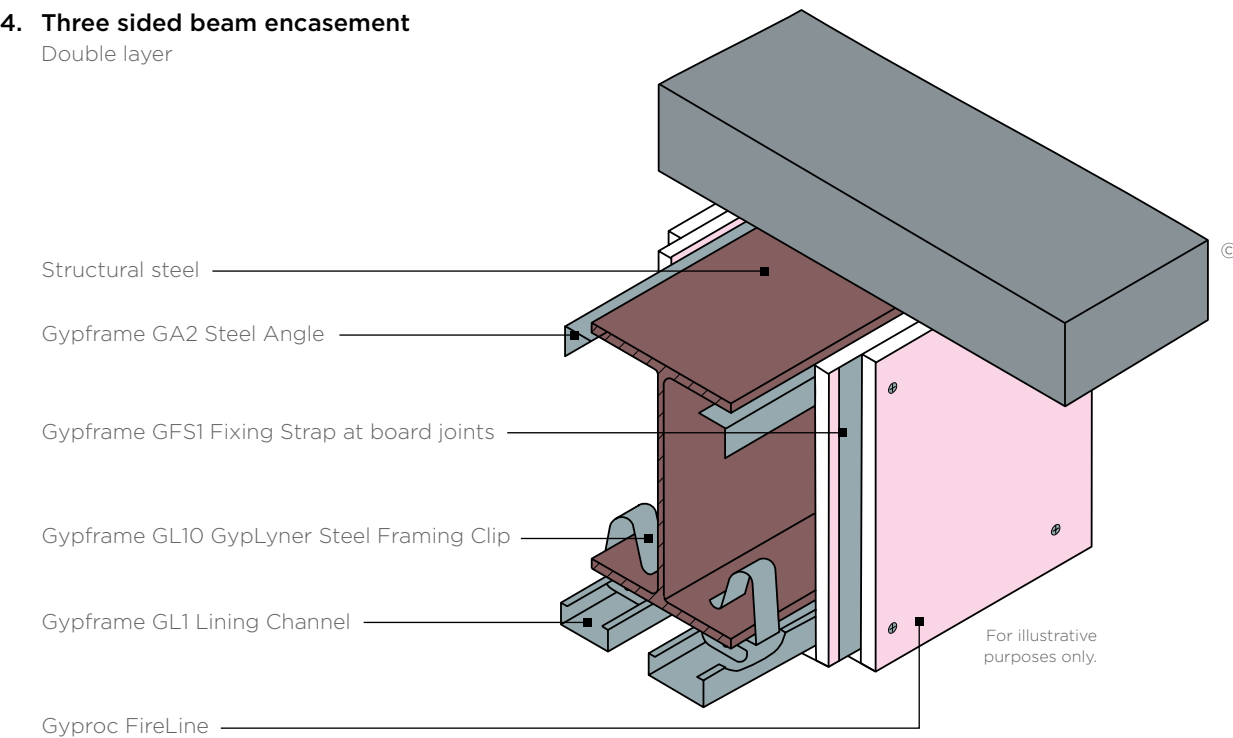 4. Three sided beam encasement
Double layer
Structural steel
Gypframe GA2 Steel Angle
Gypframe GFS1 Fixing Strap at board joints
Gypframe GL10 GypLyner Steel Framing Clip
Gypframe GL1 Lining Channel
For illustrative
purposes only.
Gyproc FireLine
©